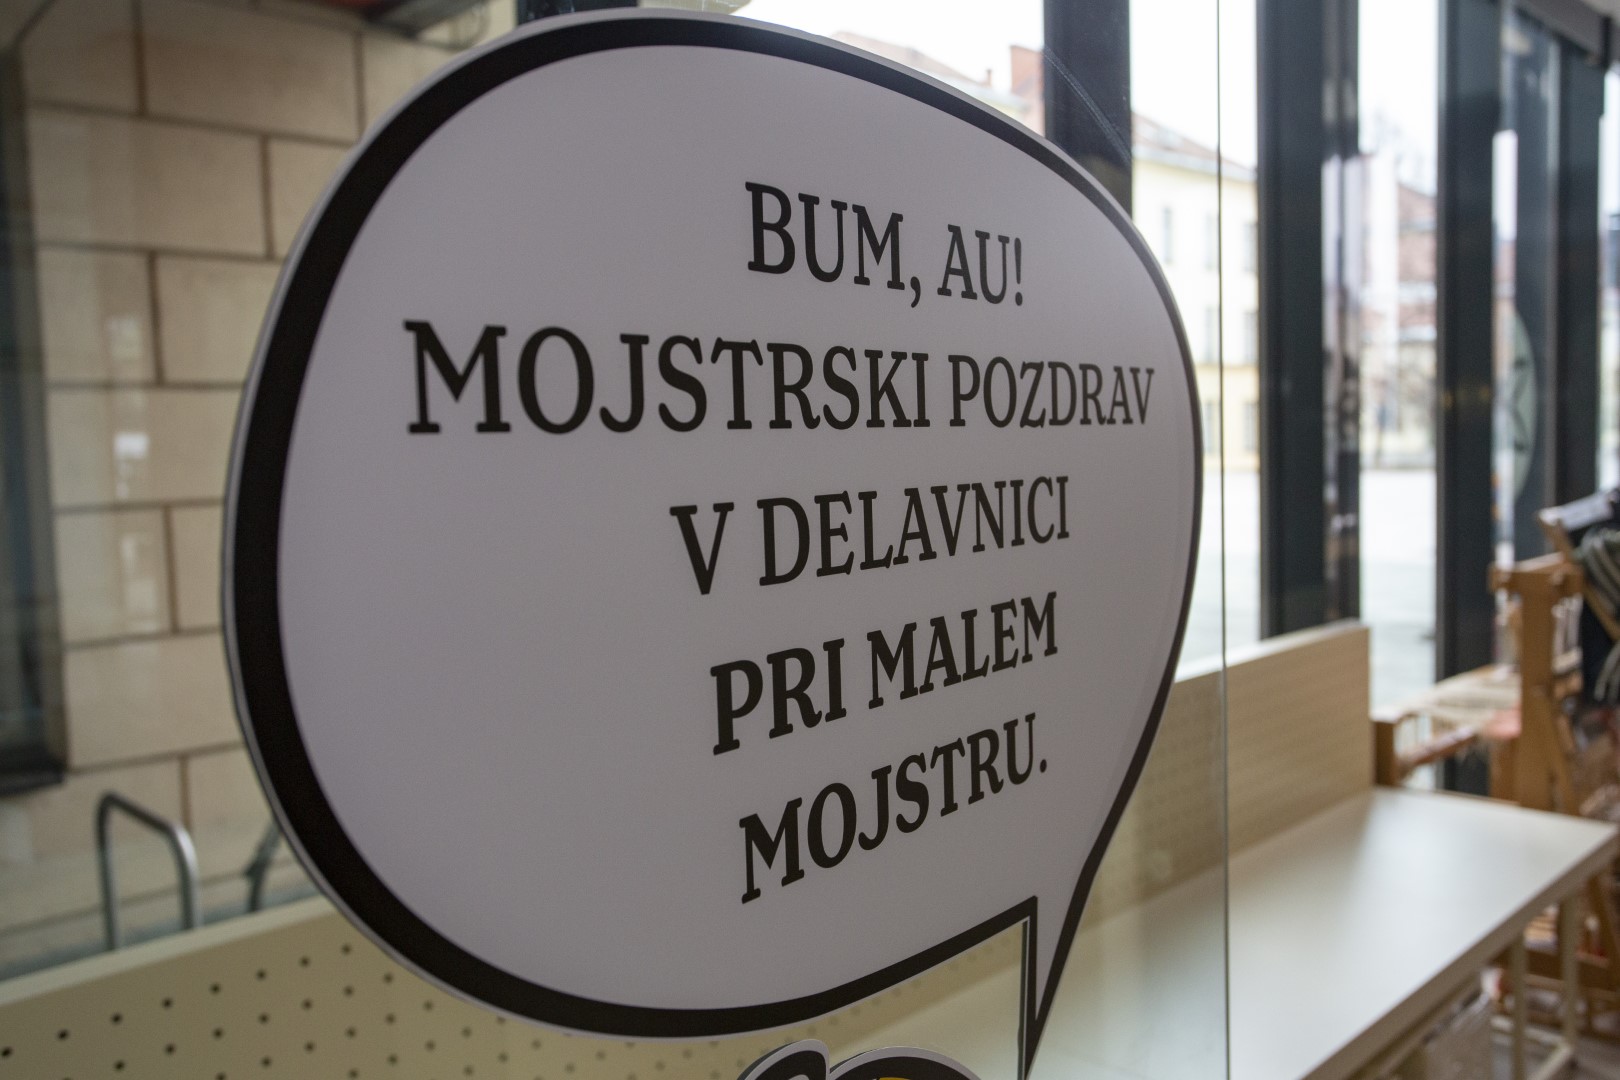 BUM, AU!
MOJSTRSKI POZDRAV
V DELAVNICI
PRI MALEM
MOJSTRU.